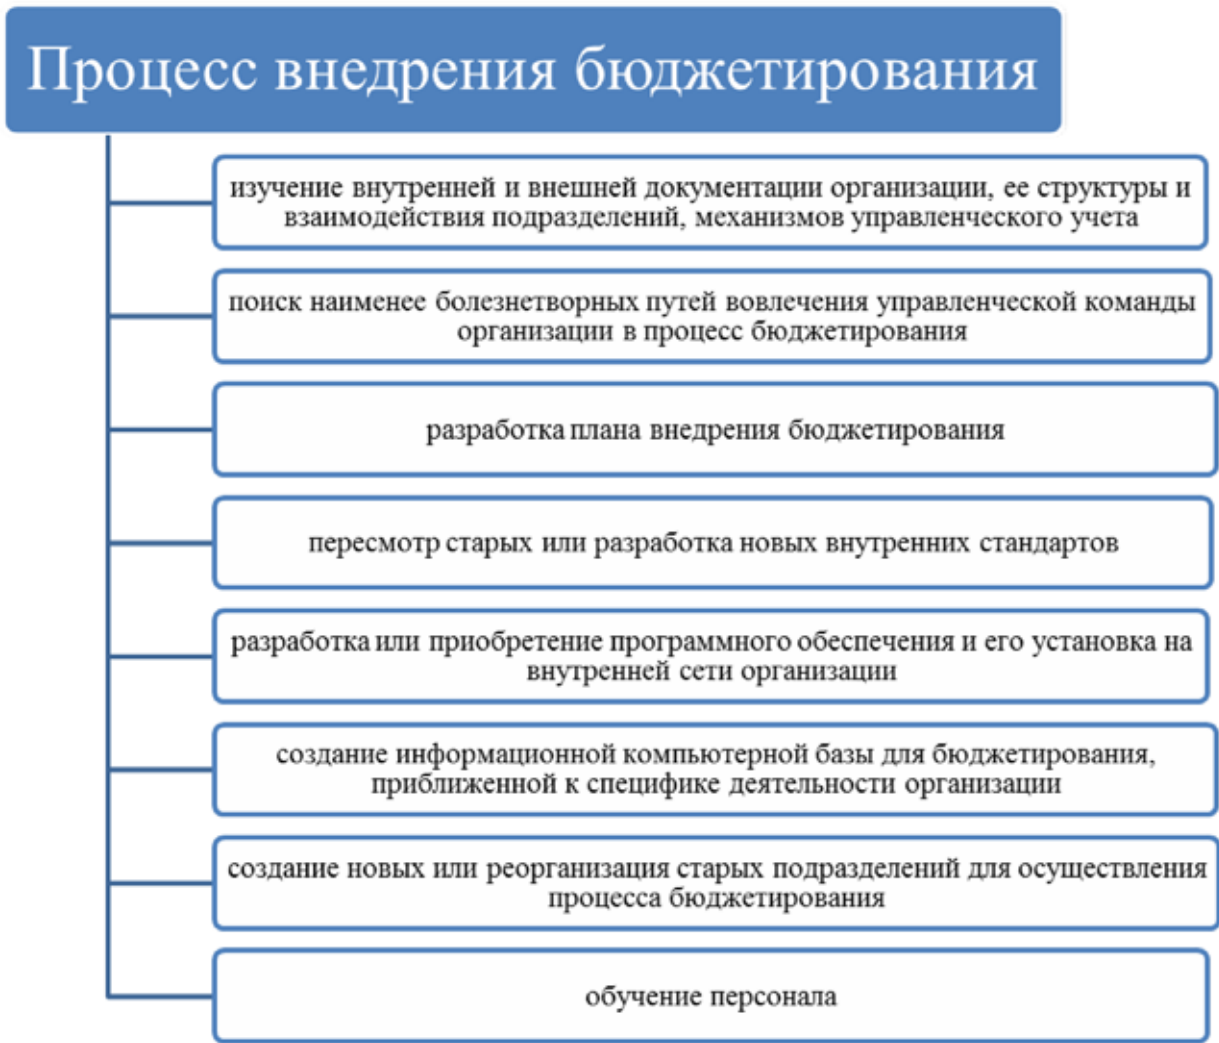 Процесс внедрения бюджетирования
изучение внутренней и внешней документации организации, ее структуры и
взаимодействия подразделений, механизмов управленческого учета
поиск наименее болезнетворных путей вовлечения управленческой команды
организации в процесс бюджетирования
разработка плана внедрения бюджетирования
пересмотр старых или разработка новых внутренних стандартов
разработка или приобретение программного обеспечения и его установка на
внутренней сети организации
создание информационной компьютерной базы для бюджетирования,
приближенной к специфике деятельности организации
создание новых или реорганизация старых подразделений для осуществления
процесса бюджетирования
обучение персонала